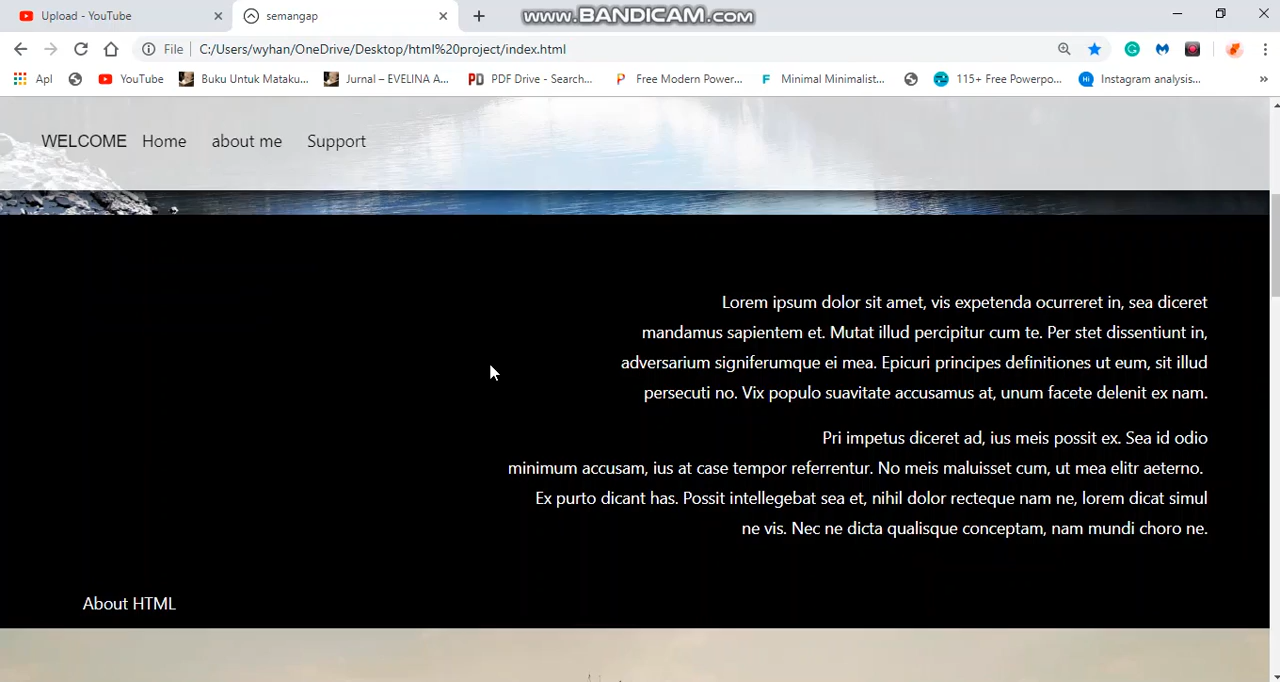 Upload - YouTube
semangap
www.BANDICAM.com
File
C:/Users/wyhan/OneDrive/Desktop/html%20project/index.html
Apl
YouTube
Buku Untuk Mataku...
Jurnal – EVELINA A...
PDF Drive - Search...
Free Modern Power...
Minimal Minimalist...
115+ Free Powerpo...
Instagram analysis...
»
WELCOME Home about me Support
Lorem ipsum dolor sit amet, vis expetenda ocurreret in, sea diceret
mandamus sapientem et. Mutat illud percipitur cum te. Per stet dissentiunt in,
adversarium signiferumque ei mea. Epicuri principes definitiones ut eum, sit illud
persecuti no. Vix populo suavitate accusamus at, unum facete delenit ex nam.
Pri impetus diceret ad, ius meis possit ex. Sea id odio
minimum accusam, ius at case tempor referrentur. No meis maluisset cum, ut mea elitr aeterno.
Ex purto dicant has. Possit intellegebat sea et, nihil dolor recteque nam ne, lorem dicat simul
ne vis. Nec ne dicta qualisque conceptam, nam mundi choro ne.
About HTML